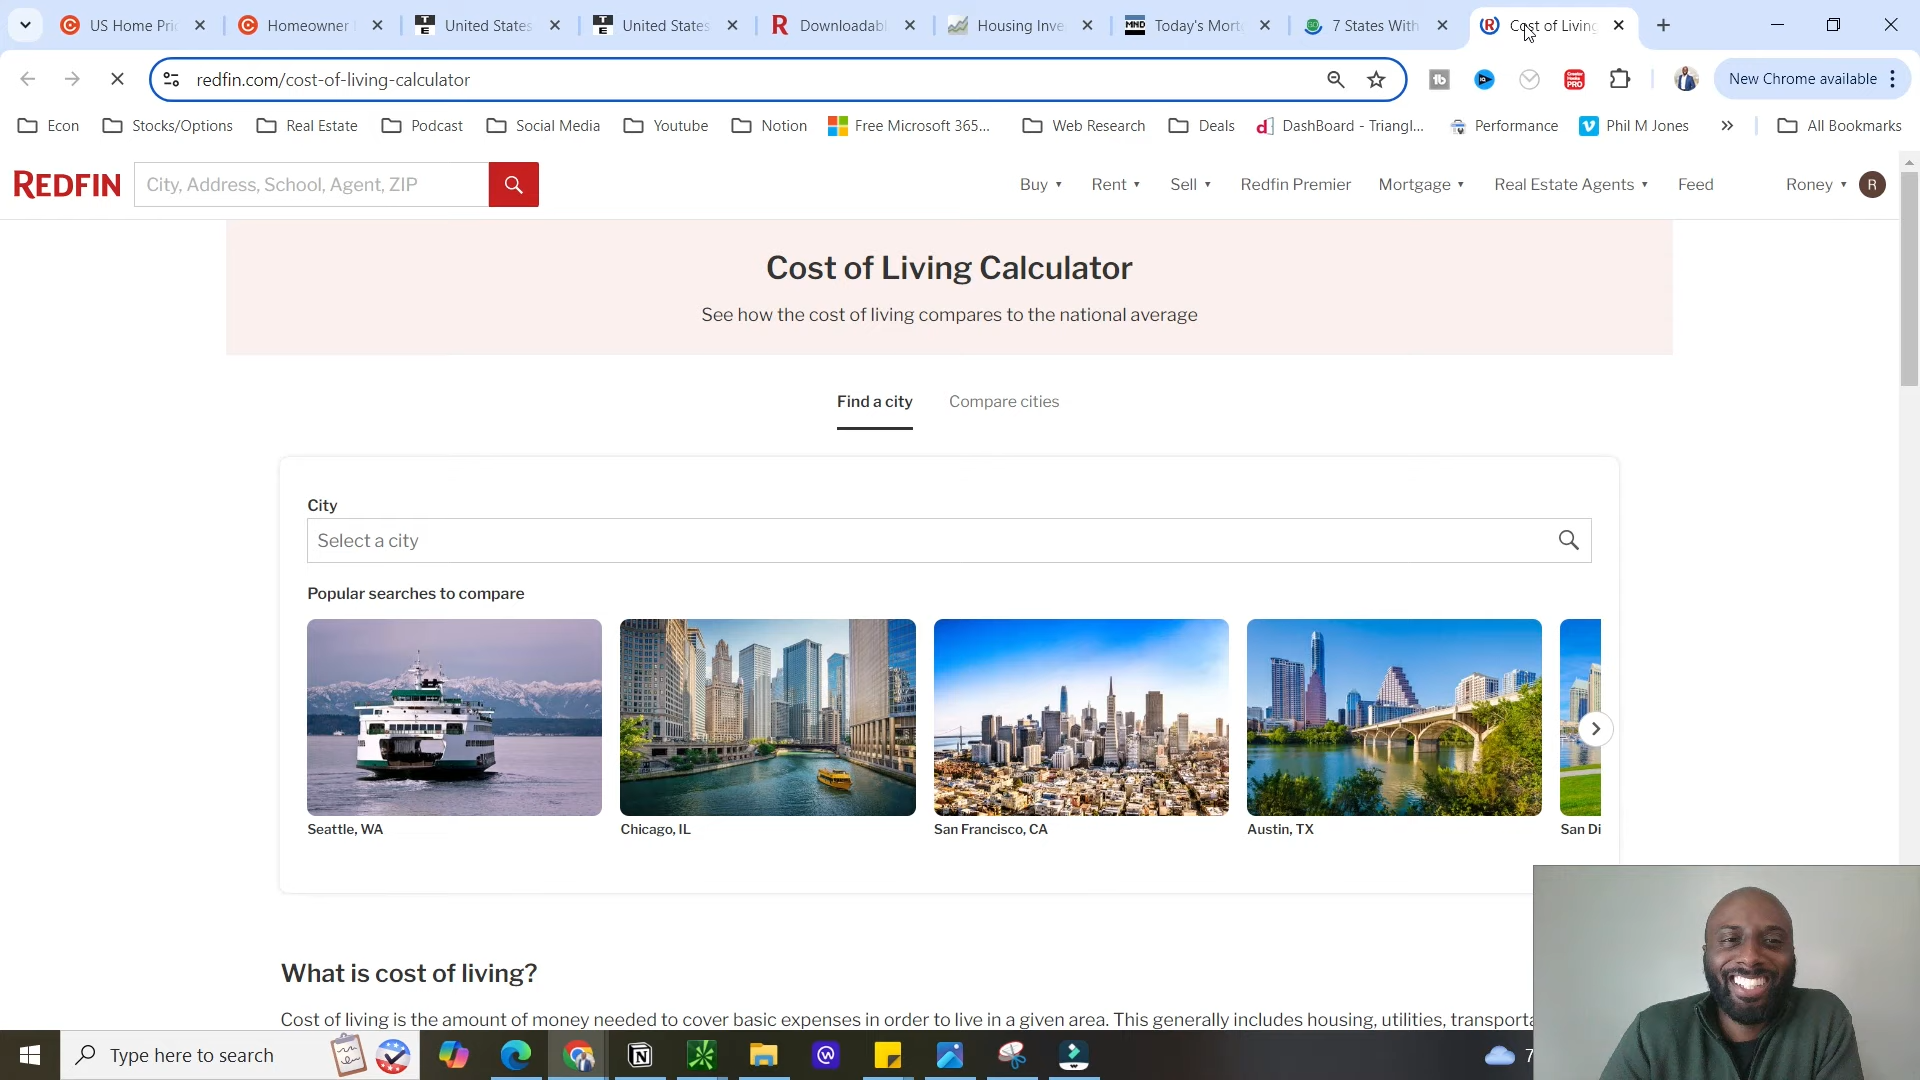 US Home Pric
Homeowner
United States
United States
Downloadabl
Housing Inve
Today's Mort
7 States With
Cost of Living
redfin.com/cost-of-living-calculator
New Chrome available
Econ
Stocks/Options
Real Estate
Podcast
Social Media
Youtube
Notion
Free Microsoft 365...
Web Research
Deals
DashBoard - Triangl...
Performance
Phil M Jones
All Bookmarks
REDFIN
City, Address, School, Agent, ZIP
Buy
Rent
Sell
Redfin Premier
Mortgage
Real Estate Agents
Feed
Roney
R
Cost of Living Calculator
See how the cost of living compares to the national average
Find a city
Compare cities
City
Select a city
Popular searches to compare
Seattle, WA
Chicago, IL
San Francisco, CA
Austin, TX
San Di
What is cost of living?
Cost of living is the amount of money needed to cover basic expenses in order to live in a given area. This generally includes housing, utilities, transporta
Type here to search
7